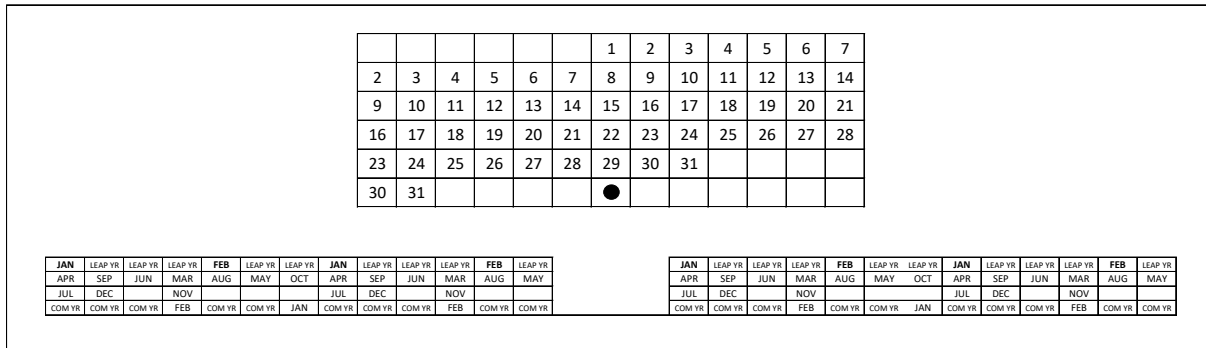 1 2 3 4 5 6 7
2 3 4 5 6 7 8 9 10 11 12 13 14
9 10 11 12 13 14 15 16 17 18 19 20 21
16 17 18 19 20 21 22 23 24 25 26 27 28
23 24 25 26 27 28 29 30 31
30 31
JAN LEAP YR LEAP YR LEAP YR FEB LEAP YR LEAP YR JAN LEAP YR LEAP YR LEAP YR FEB LEAP YR
APR SEP JUN MAR AUG MAY OCT APR SEP JUN MAR AUG MAY
JUL DEC NOV JUL DEC NOV
COM YR COM YR COM YR FEB COM YR COM YR JAN COM YR COM YR COM YR FEB COM YR COM YR
JAN LEAP YR LEAP YR LEAP YR FEB LEAP YR LEAP YR JAN LEAP YR LEAP YR LEAP YR FEB LEAP YR
APR SEP JUN MAR AUG MAY OCT APR SEP JUN MAR AUG MAY
JUL DEC NOV JUL DEC NOV
COM YR COM YR COM YR FEB COM YR COM YR JAN COM YR COM YR COM YR FEB COM YR COM YR